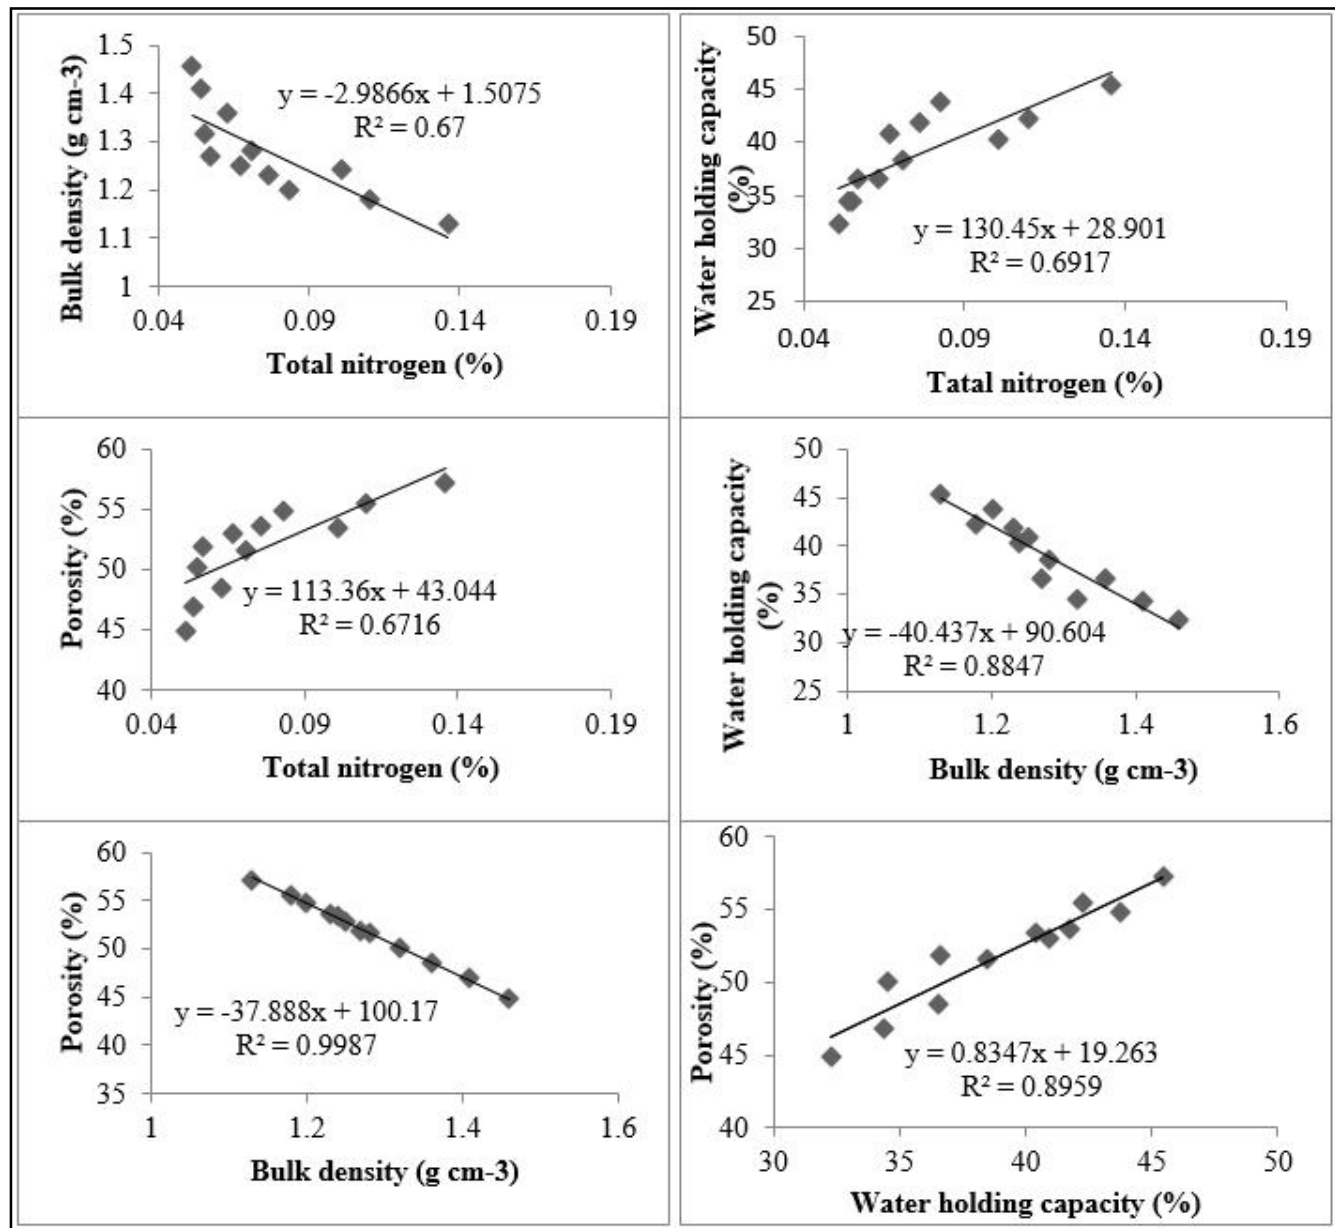 1.5
1.4
1.3
1.2
1.1
1
Bulk density (g cm-3)
y = -2.9866x + 1.5075
R² = 0.67
0.04 0.09 0.14 0.19
Total nitrogen (%)
50
45
40
35
30
25
Water holding capacity
(%)
y = 130.45x + 28.901
R² = 0.6917
0.04 0.09 0.14 0.19
Tatal nitrogen (%)
60
55
50
45
40
Porosity (%)
y = 113.36x + 43.044
R² = 0.6716
0.04 0.09 0.14 0.19
Total nitrogen (%)
50
45
40
35
30
25
Water holding capacity
(%)
y = -40.437x + 90.604
R² = 0.8847
1 1.2 1.4 1.6
Bulk density (g cm-3)
60
55
50
45
40
35
Porosity (%)
y = -37.888x + 100.17
R² = 0.9987
1 1.2 1.4 1.6
Bulk density (g cm-3)
60
55
50
45
40
Porosity (%)
y = 0.8347x + 19.263
R² = 0.8959
30 35 40 45 50
Water holding capacity (%)